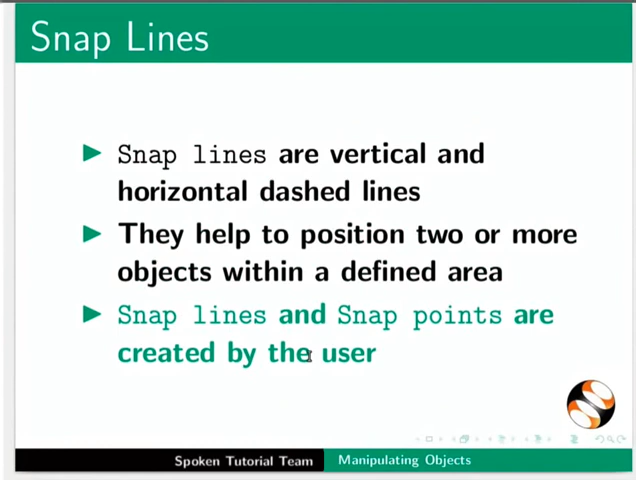 Snap Lines
Snap lines are vertical and
horizontal dashed lines
They help to position two or more
objects within a defined area
Snap lines and Snap points are
created by the user
Spoken Tutorial Team
Manipulating Objects